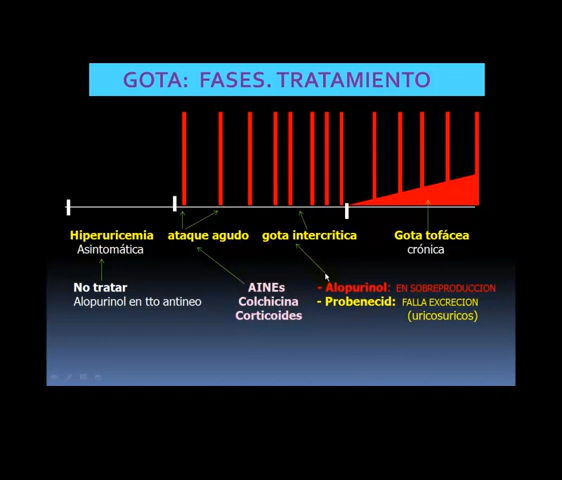 GOTA: FASES. TRATAMIENTO
Hiperuricemia
Asintomática
ataque agudo
gota intercritica
Gota tofácea
crónica
No tratar
Alopurinol en tto antineo
AINEs
Colchicina
Corticoides
- Alopurinol: EN SOBREPRODUCCION
- Probenecid: FALLA EXCRECION
(uricosuricos)